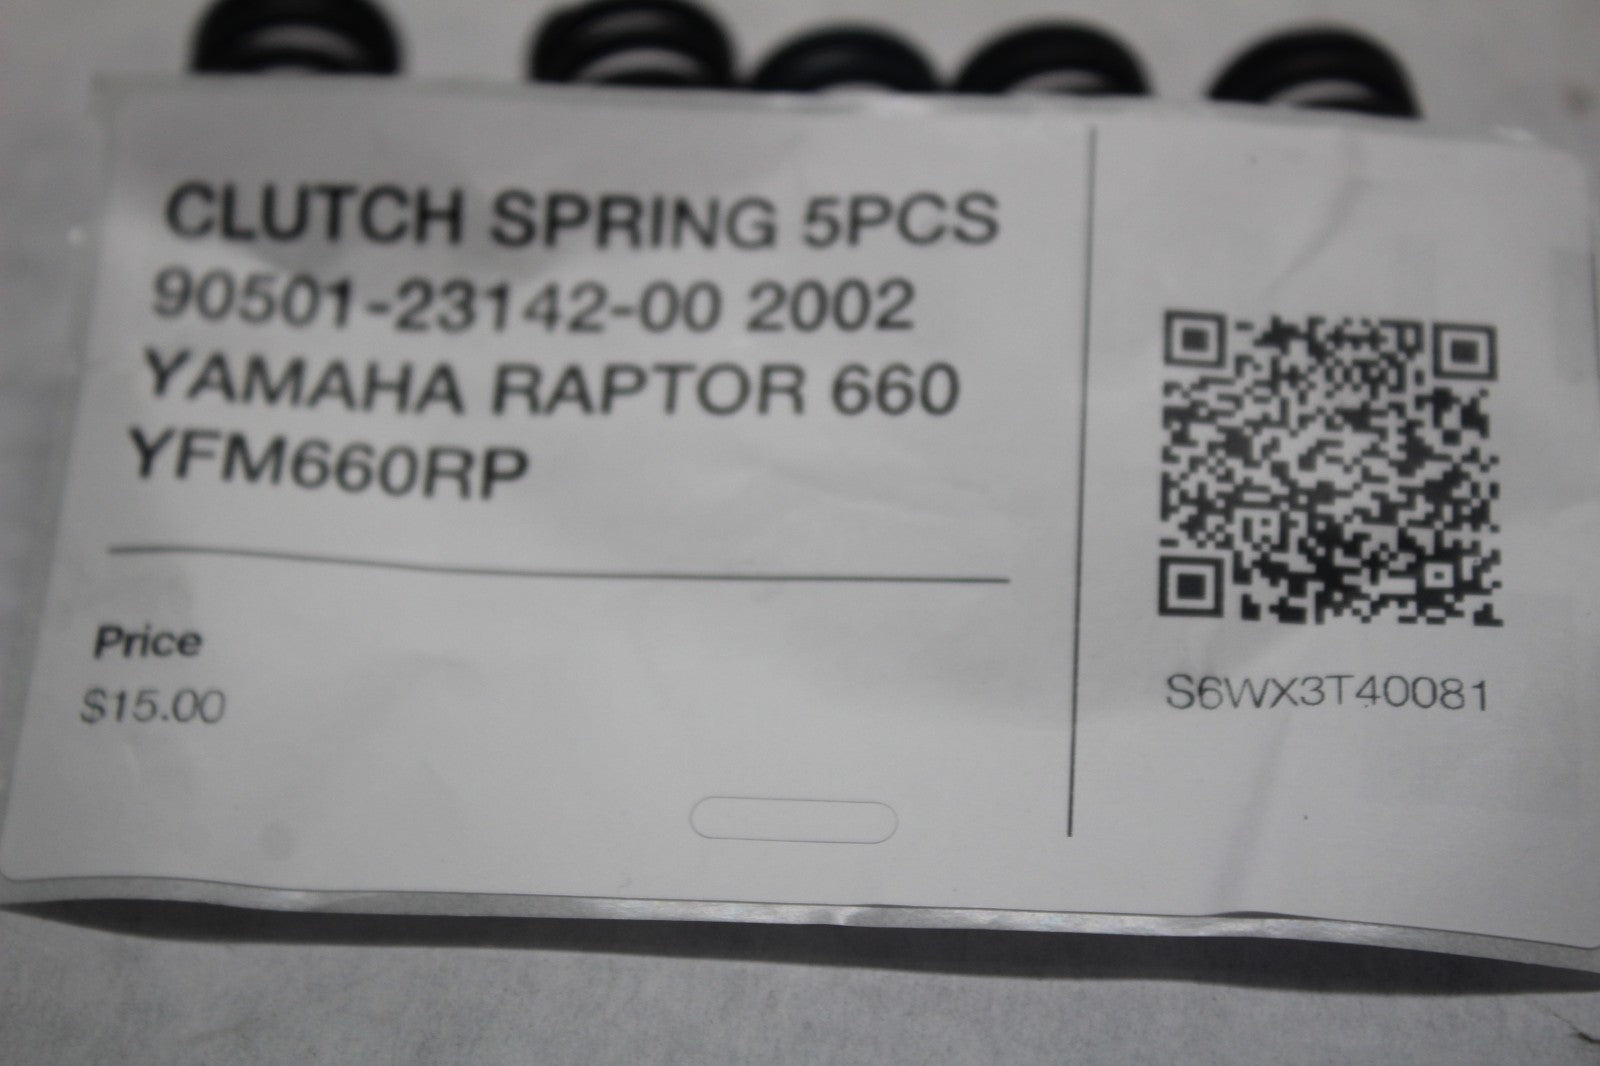 CLUTCH SPRING 5PCS
90501-23142-00 2002
YAMAHA RAPTOR 660
YFM660RP
Price
$15.00
S6WX3T40081